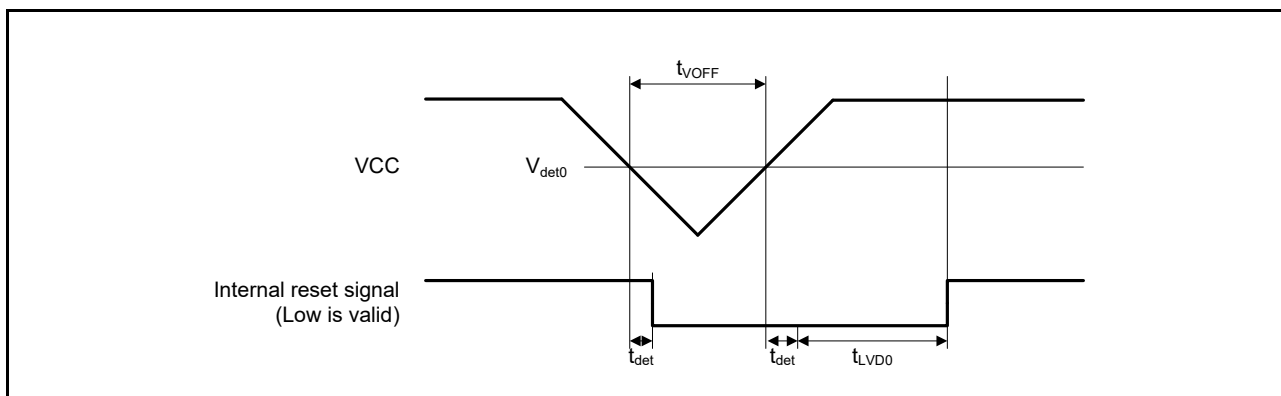 tVOFF
VCC
Vdet0
Internal reset signal
(Low is valid)
tdet
tdet
tLVD0